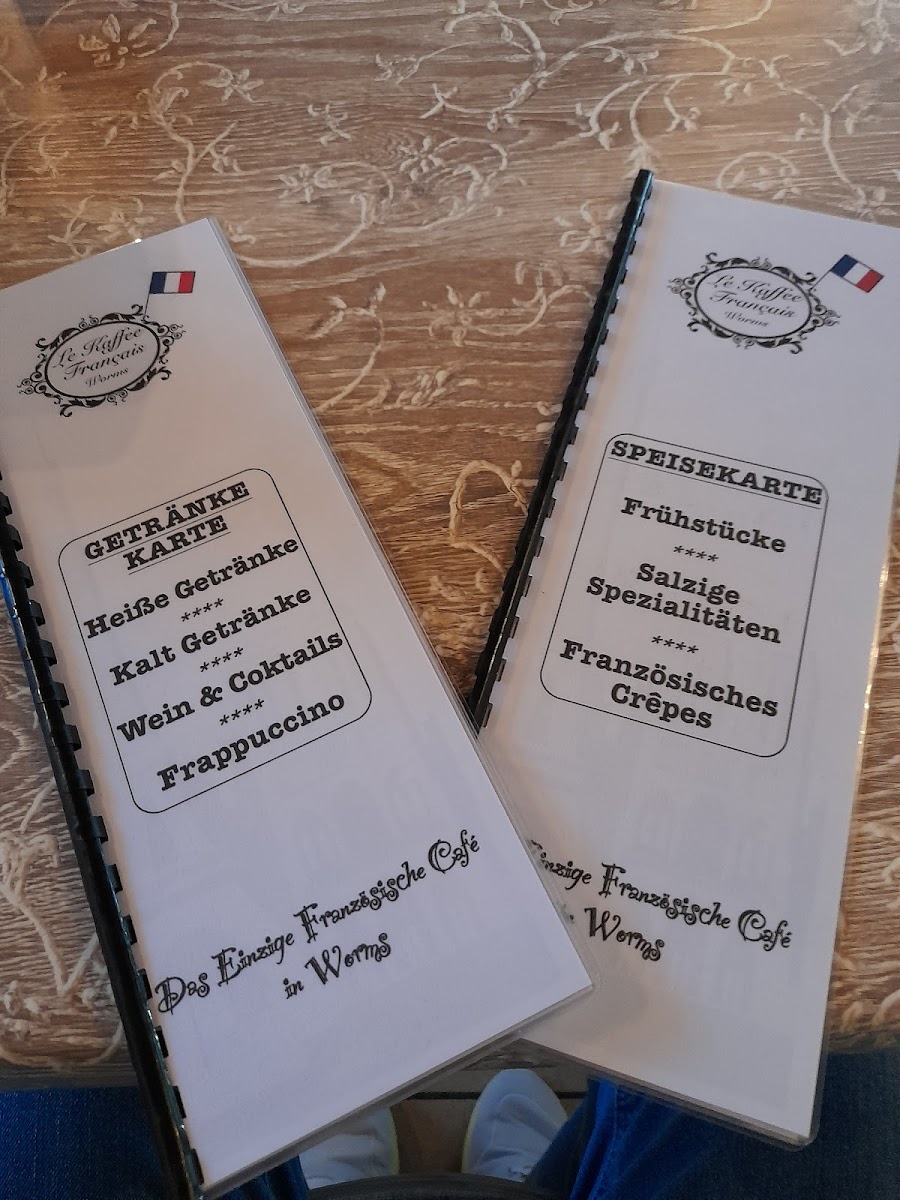 Le Kaffee
Français
Worms
GETRÄNKE
KARTE
Heiße Getränke
****
Kalt Getränke
****
Wein & Coktails
****
Frappuccino
Das Einzige Französische Café
in Worms
Le Kaffee
Français
Worms
SPEISEKARTE
Frühstücke
****
Salzige
Spezialitäten
****
Französisches
Crêpes
Einzige Französische Café
Worms